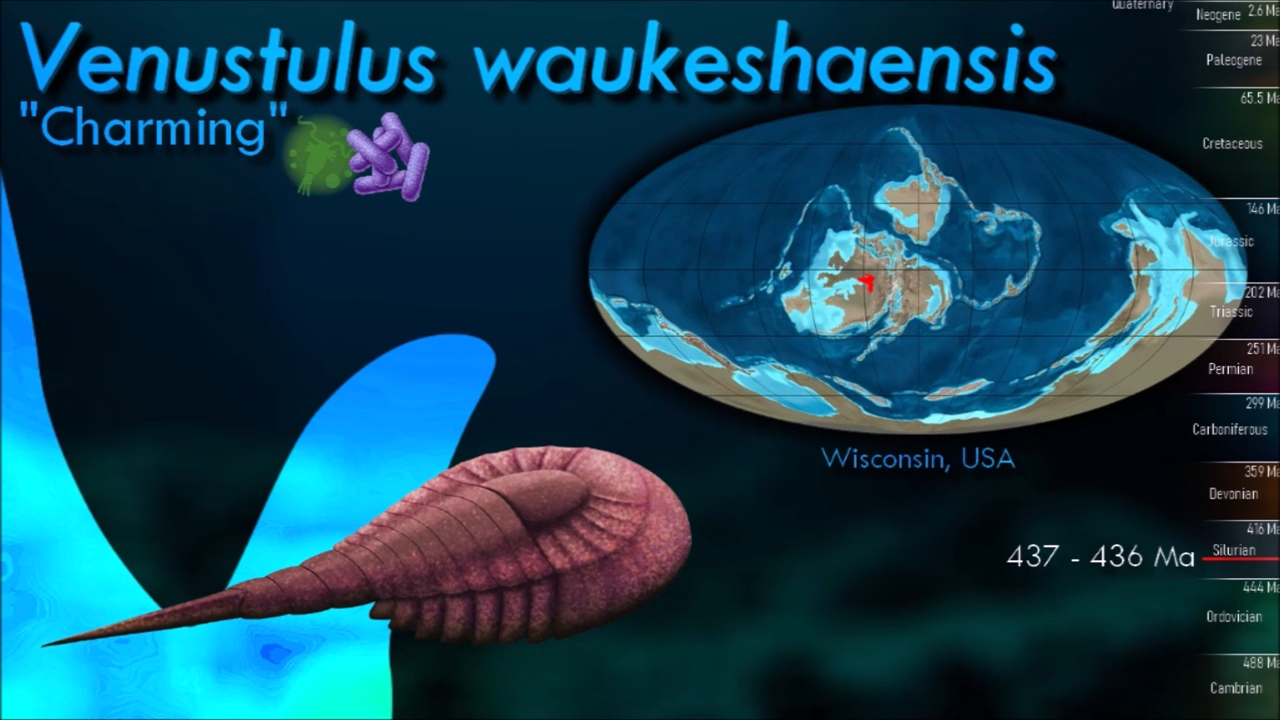 Venustulus waukeshaensis
"Charming"
Wisconsin, USA
437 - 436 Ma
Quaternary
2.6 Ma
Neogene
23 Ma
Paleogene
65.5 Ma
Cretaceous
146 Ma
Jurassic
202 Ma
Triassic
251 Ma
Permian
299 Ma
Carboniferous
359 Ma
Devonian
416 Ma
Silurian
444 Ma
Ordovician
488 Ma
Cambrian